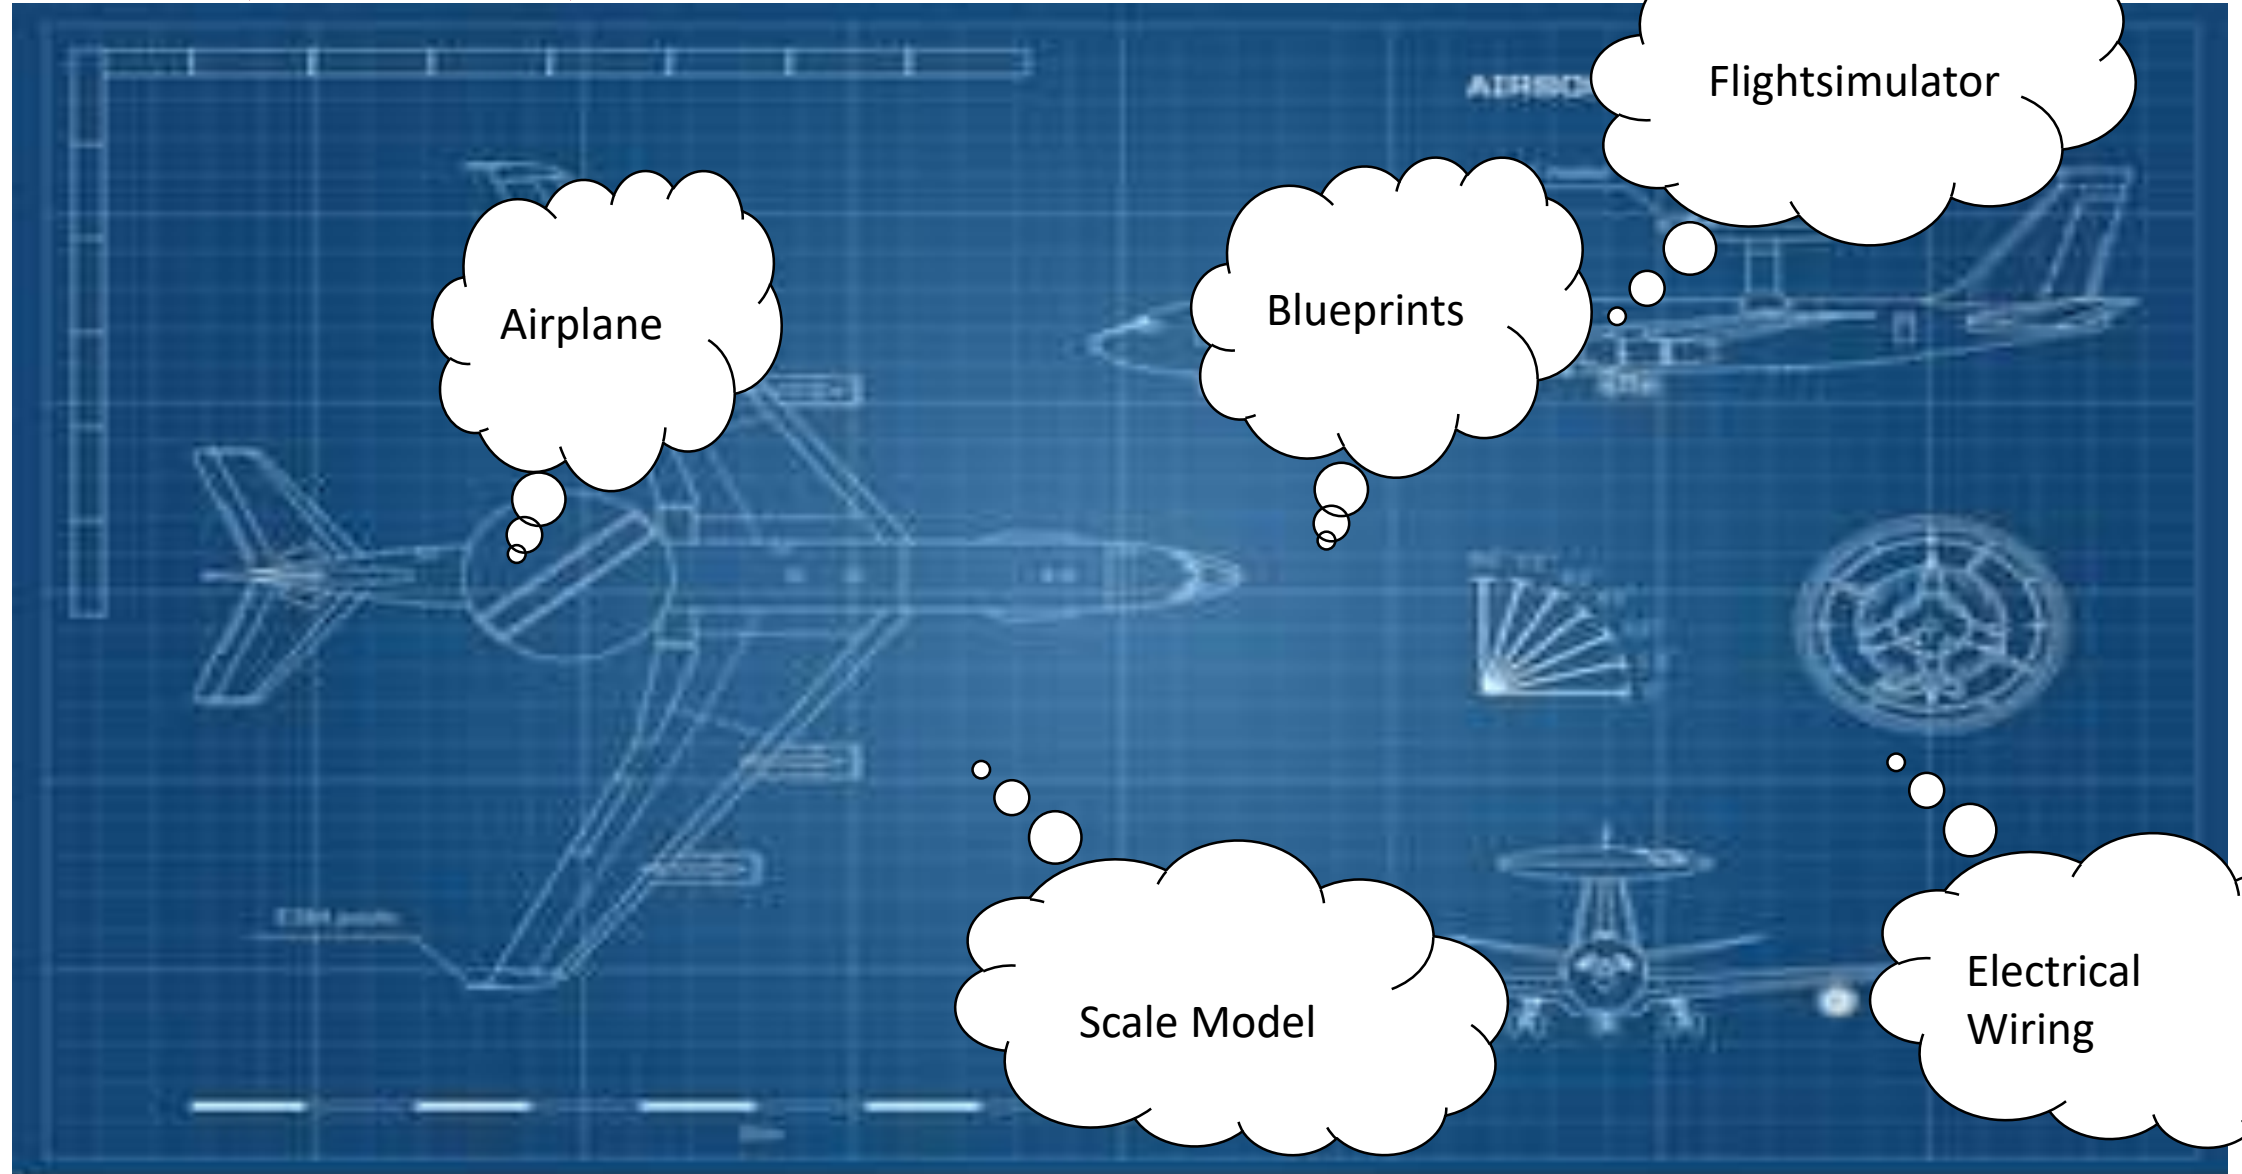 Flightsimulator
Airplane
Blueprints
Scale Model
Electrical
Wiring